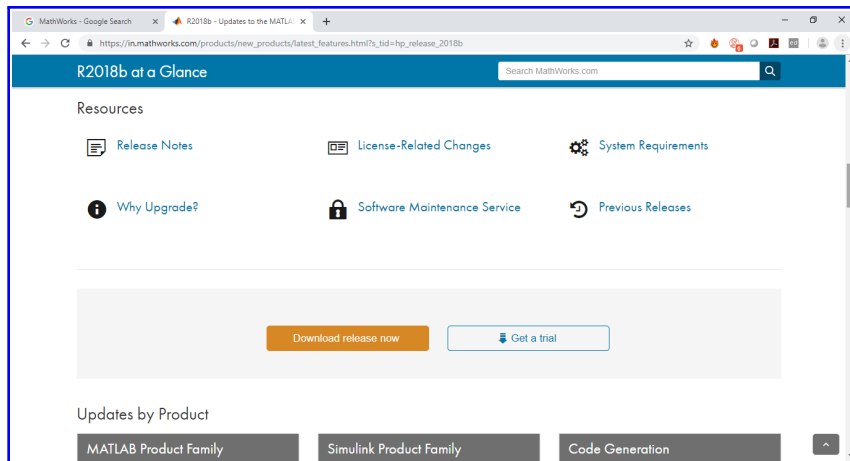 MathWorks - Google Search
R2018b - Updates to the MATLA
https://in.mathworks.com/products/new_products/latest_features.html?s_tid=hp_release_2018b
R2018b at a Glance
Search MathWorks.com
Resources
Release Notes
License-Related Changes
System Requirements
Why Upgrade?
Software Maintenance Service
Previous Releases
Download release now
Get a trial
Updates by Product
MATLAB Product Family
Simulink Product Family
Code Generation